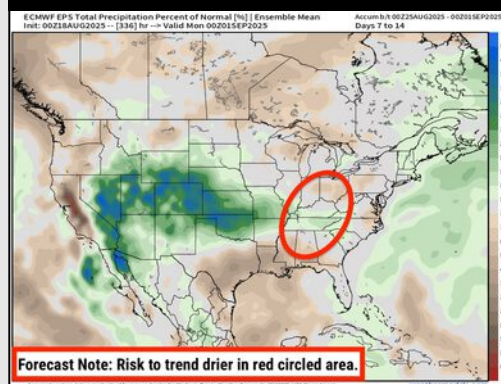 ECMWF EPS Total Precipitation Percent of Normal [%] | Ensemble Mean
Accum b/t 00Z25AUG2025 - 00Z01SEP202
Init: 00Z18AUG2025 -- [336] hr --> Valid Mon 00Z01SEP2025
Days 7 to 14
Forecast Note: Risk to trend drier in red circled area.